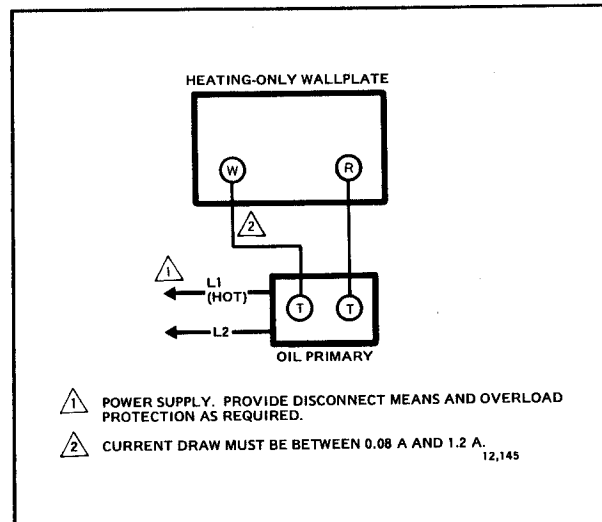 HEATING-ONLY WALLPLATE
W
R
2
1
L1
(HOT)
T
T
L2
OIL PRIMARY
1 POWER SUPPLY. PROVIDE DISCONNECT MEANS AND OVERLOAD
PROTECTION AS REQUIRED.
2 CURRENT DRAW MUST BE BETWEEN 0.08 A AND 1.2 A.
12,145